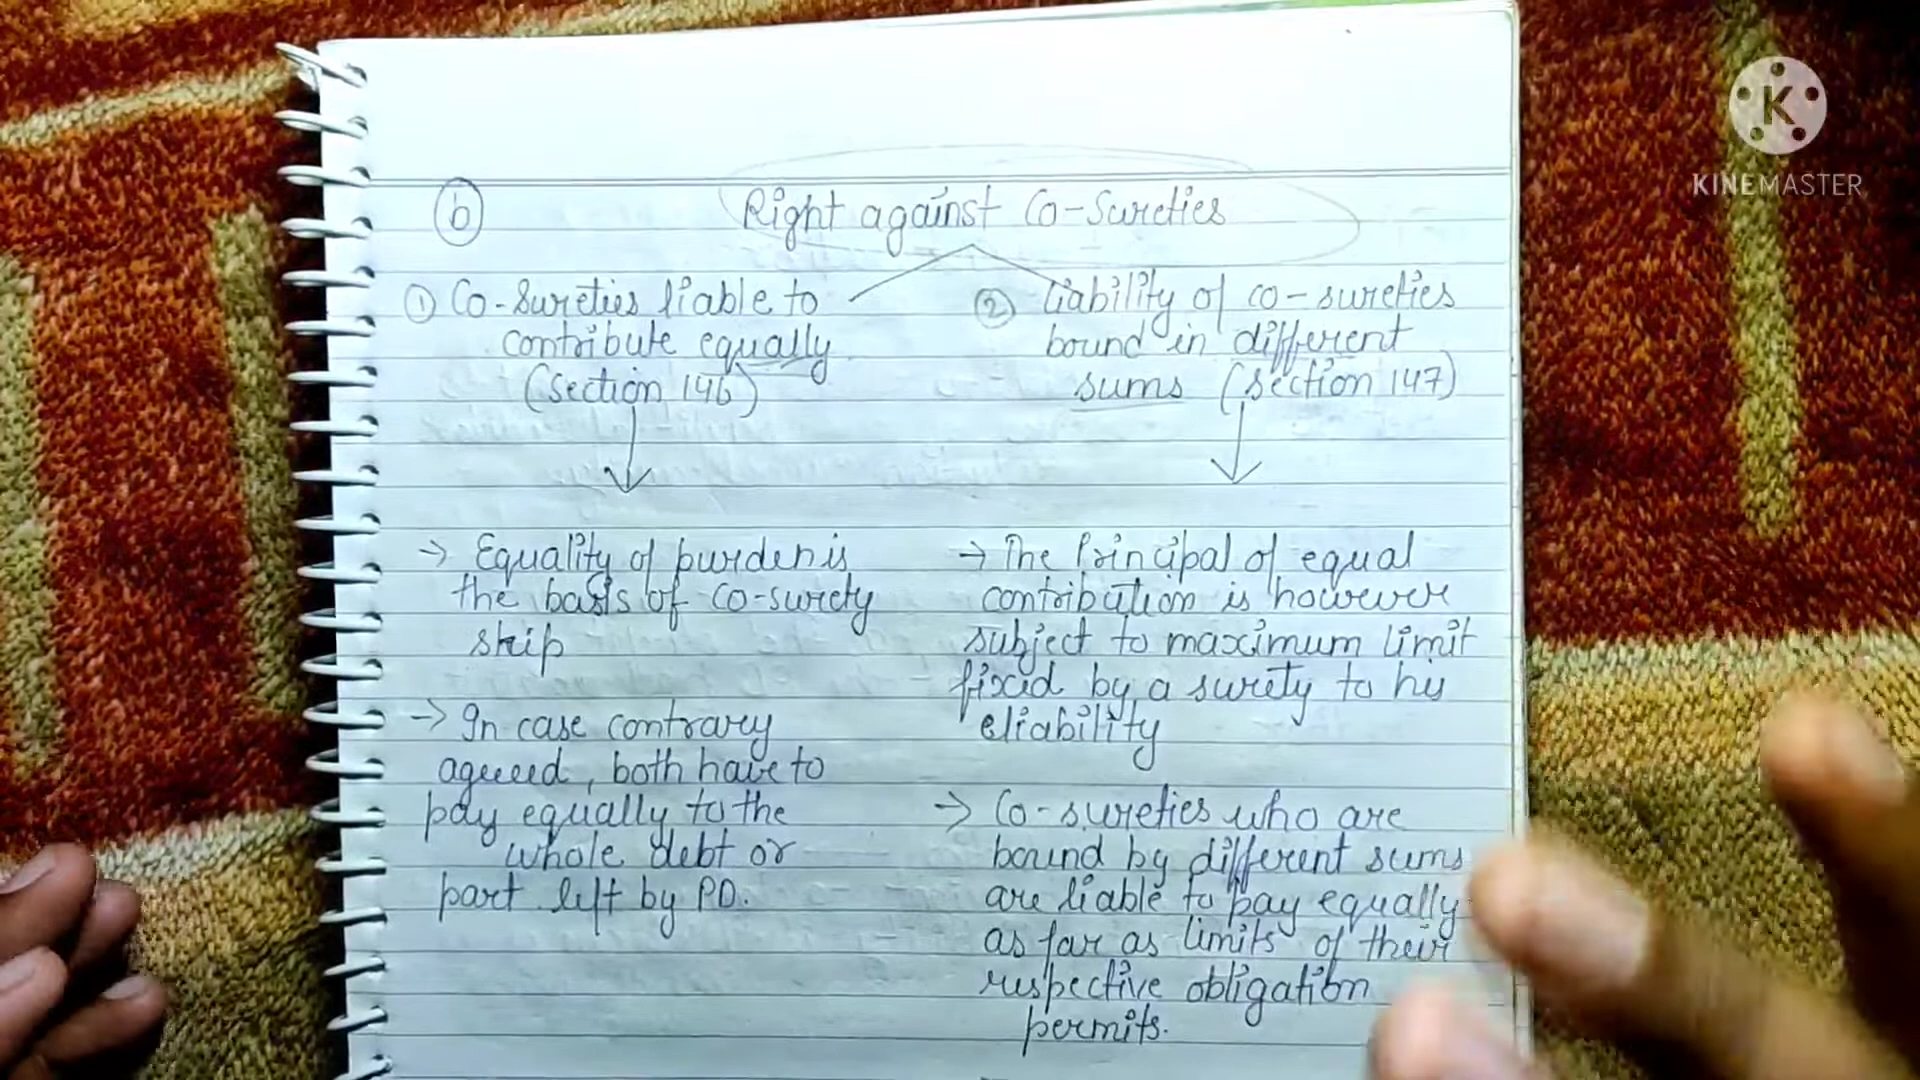 b
Right against Co-Sureties
① Co-Sureties liable to
contribute equally
(section 146)
→ Equality of burden is
the basis of co-surety
ship
→ In case contrary
agreeed, both have to
pay equally to the
whole debt or
part left by PD.
② liability of co-sureties
bound in different
sums (section 147)
→ The Principal of equal
contribution is however
subject to maximum limit
fixed by a surety to his
eliability
→ Co-sureties who are
bound by different sums
are liable to pay equally
as far as limits of their
respective obligation
permits.
K
KINEMASTER